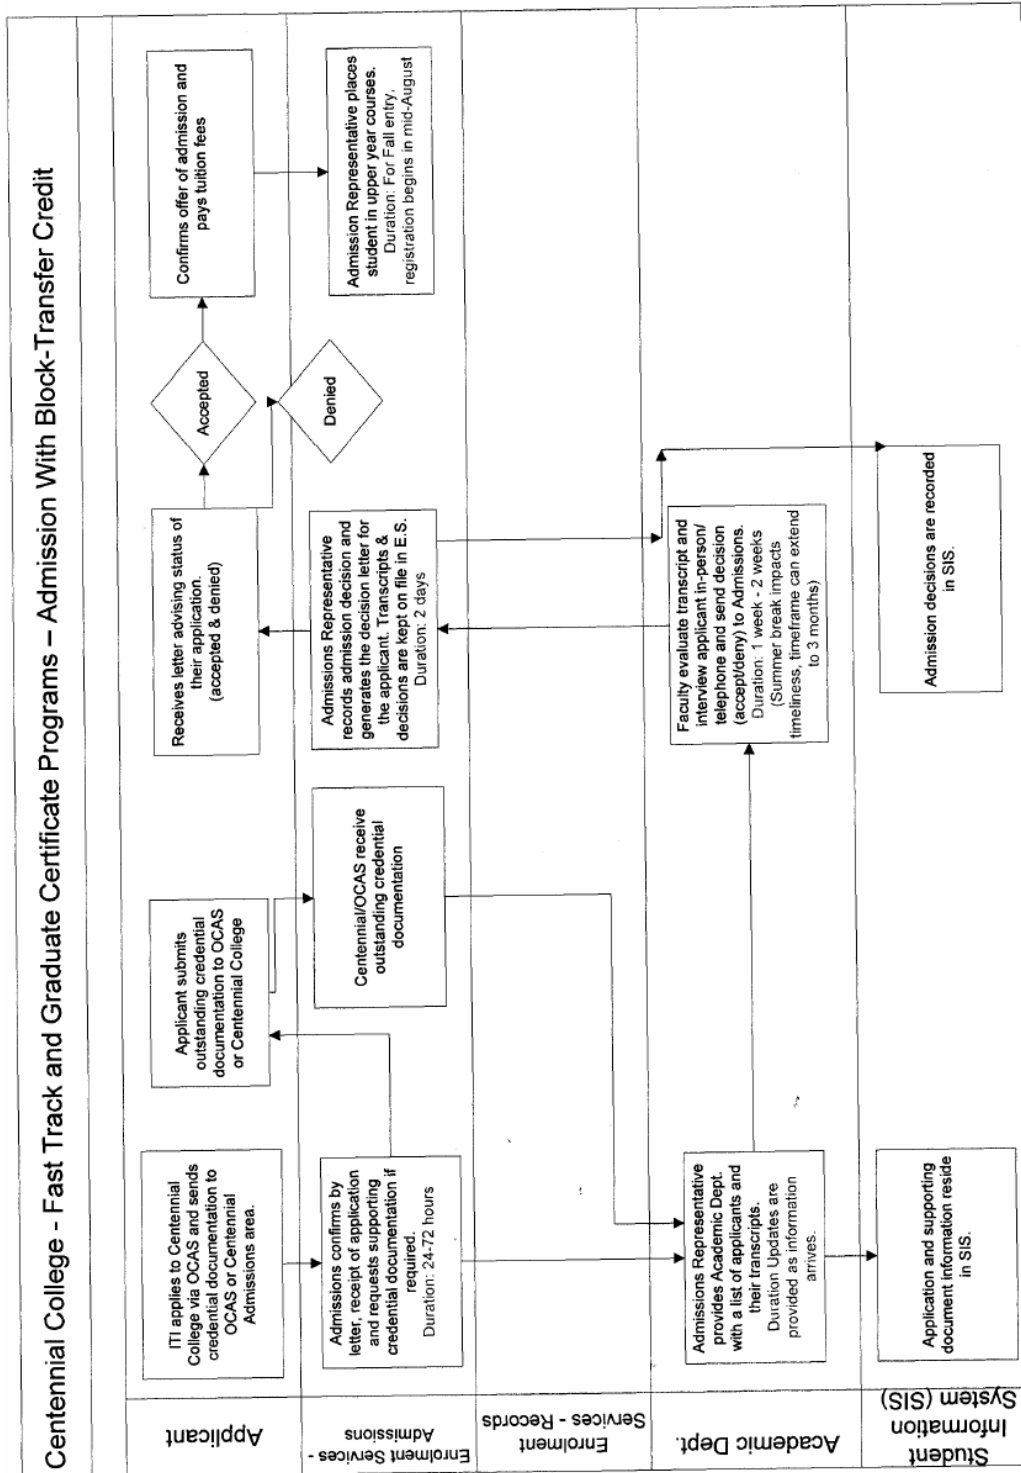 Centennial College - Fast Track and Graduate Certificate Programs – Admission With Block-Transfer Credit
Applicant
ITI applies to Centennial
College via OCAS and sends
credential documentation to
OCAS or Centennial
Admissions area.
Applicant submits
outstanding credential
documentation to OCAS
or Centennial College
Receives letter advising status of
their application.
(accepted & denied)
Accepted
Confirms offer of admission and
pays tuition fees
Enrolment Services -
Admissions
Admissions confirms by
letter, receipt of application
and requests supporting
credential documentation if
required.
Duration: 24-72 hours
Centennial/OCAS receive
outstanding credential
documentation
Admissions Representative
records admission decision and
generates the decision letter for
the applicant. Transcripts &
decisions are kept on file in E.S.
Duration: 2 days
Denied
Admission Representative places
student in upper year courses.
Duration: For Fall entry,
registration begins in mid-August
Enrolment
Services - Records
Academic Dept.
Admissions Representative
provides Academic Dept.
with a list of applicants and
their transcripts.
Duration Updates are
provided as information
arrives.
Faculty evaluate transcript and
interview applicant in-person/
telephone and send decision
(accept/deny) to Admissions.
Duration: 1 week - 2 weeks
(Summer break impacts
timeliness, timeframe can extend
to 3 months)
Student
Information
System (SIS)
Application and supporting
document information reside
in SIS.
Admission decisions are recorded
in SIS.